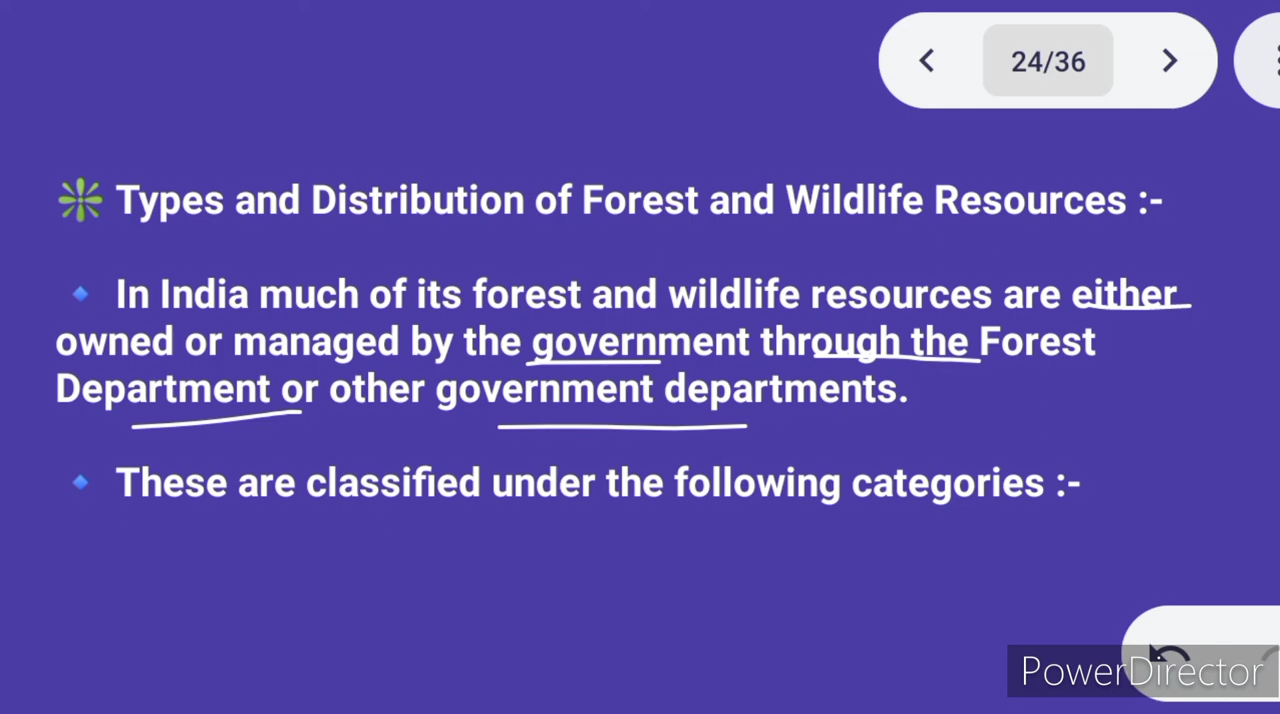 24/36
Types and Distribution of Forest and Wildlife Resources :-
In India much of its forest and wildlife resources are either
owned or managed by the government through the Forest
Department or other government departments.
These are classified under the following categories :-
PowerDirector